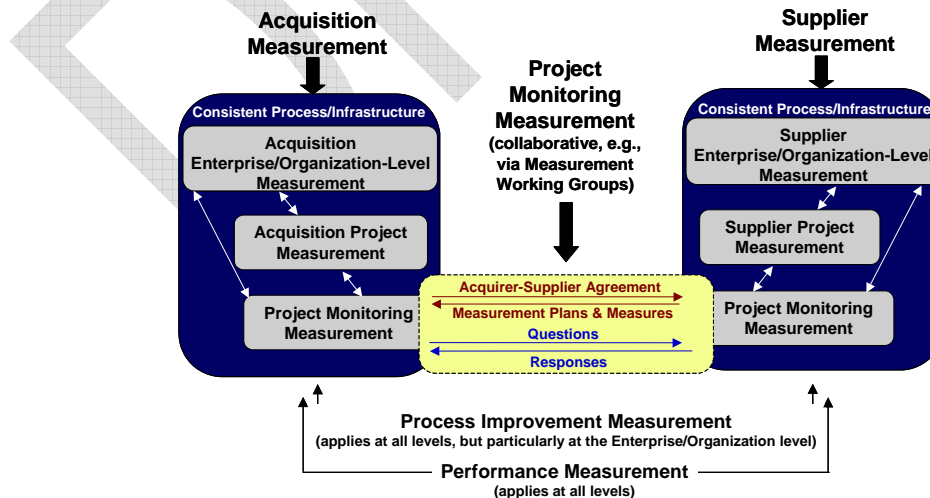 Acquisition
Measurement
Supplier
Measurement
Project
Monitoring
Measurement
(collaborative, e.g.,
via Measurement
Working Groups)
Consistent Process/Infrastructure
Acquisition
Enterprise/Organization-Level
Measurement
Acquisition Project
Measurement
Project Monitoring
Measurement
Acquirer-Supplier Agreement
Measurement Plans & Measures
Questions
Responses
Consistent Process/Infrastructure
Supplier
Enterprise/Organization-Level
Measurement
Supplier Project
Measurement
Project Monitoring
Measurement
Process Improvement Measurement
(applies at all levels, but particularly at the Enterprise/Organization level)
Performance Measurement
(applies at all levels)